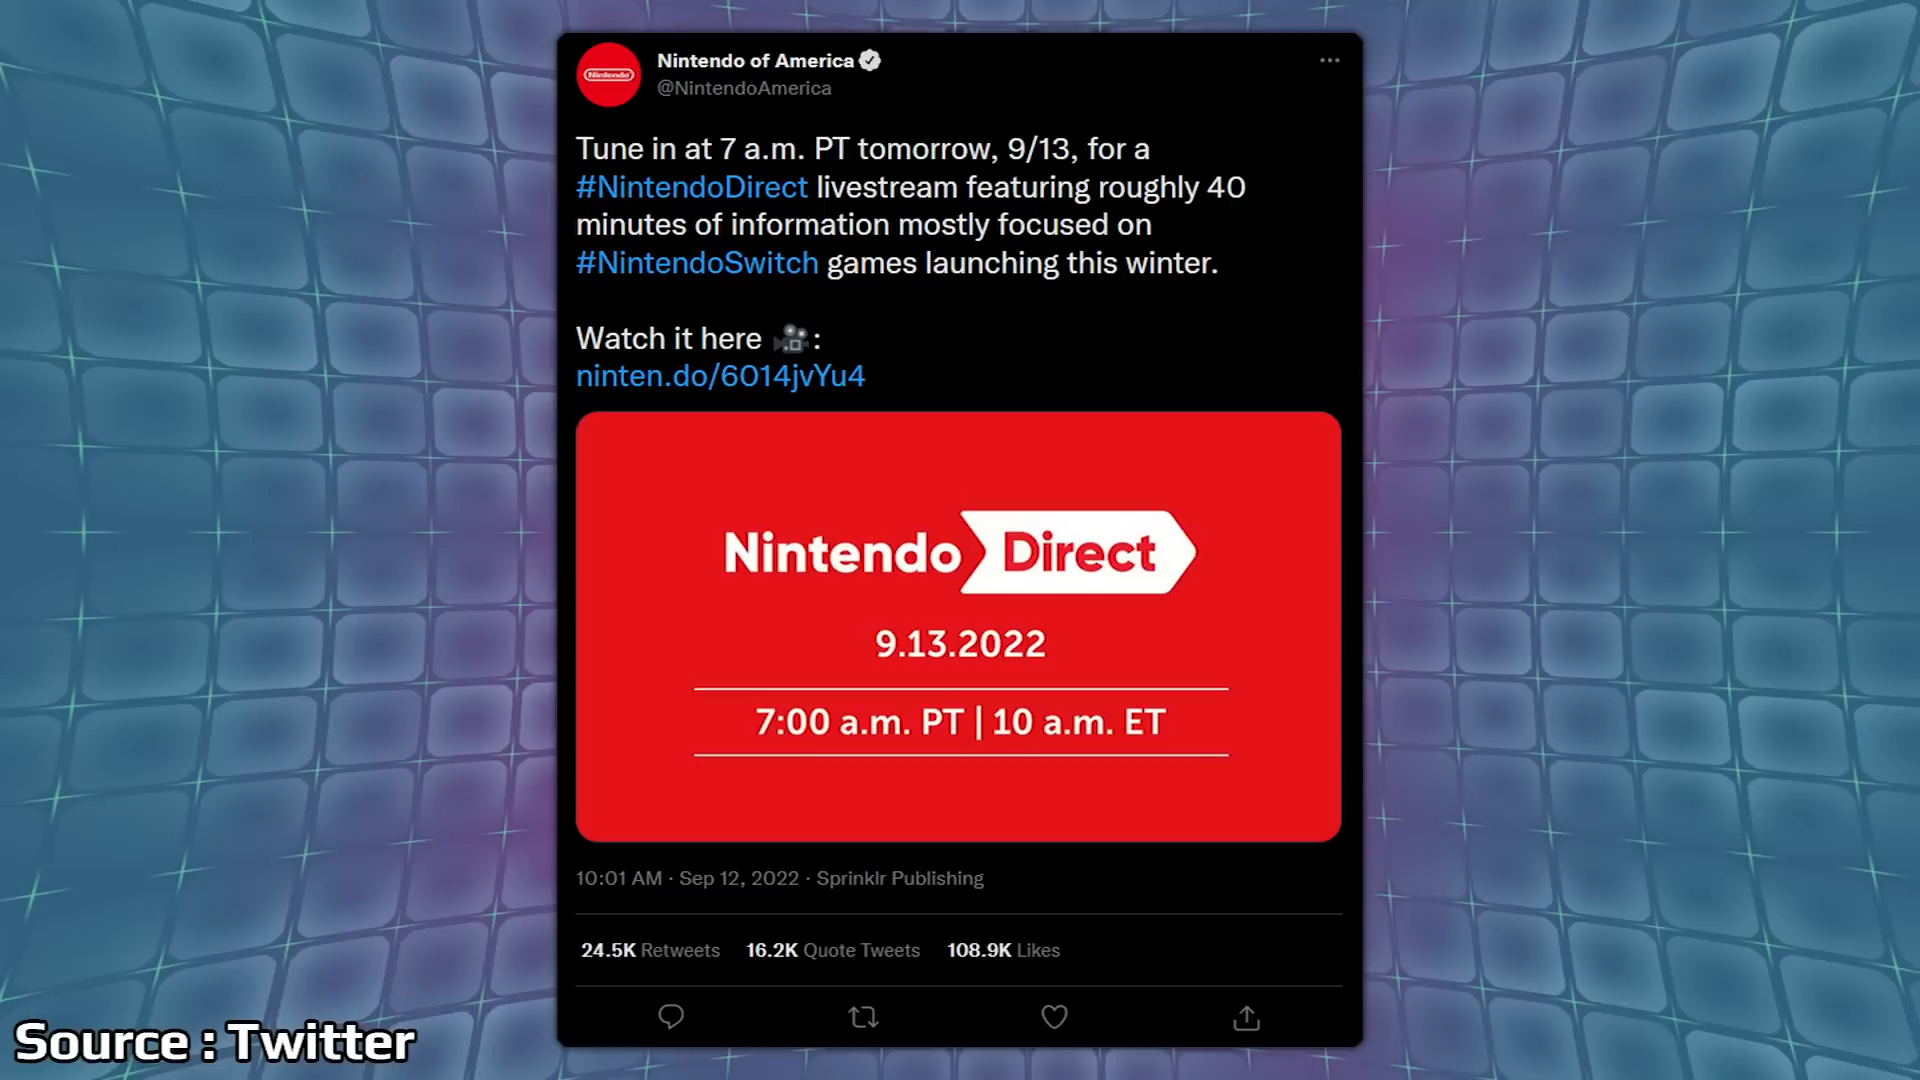 Nintendo of America
@NintendoAmerica
Nintendo
Tune in at 7 a.m. PT tomorrow, 9/13, for a
#NintendoDirect livestream featuring roughly 40
minutes of information mostly focused on
#NintendoSwitch games launching this winter.
Watch it here 🎥:
ninten.do/6014jvYu4
Nintendo Direct
9.13.2022
7:00 a.m. PT | 10 a.m. ET
10:01 AM · Sep 12, 2022 · Sprinklr Publishing
24.5K Retweets 16.2K Quote Tweets 108.9K Likes
Source : Twitter